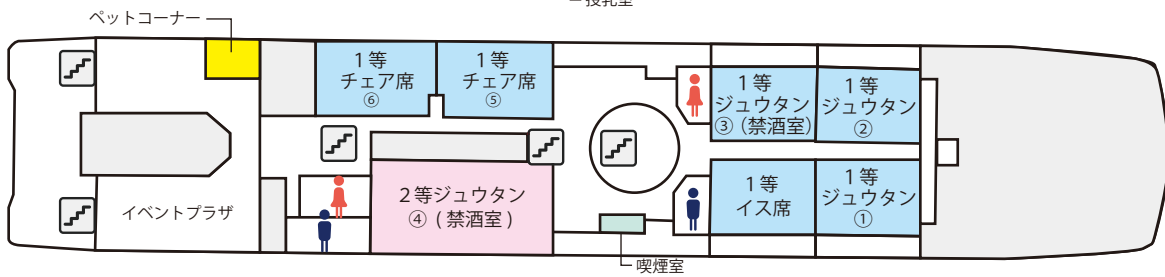 授乳室
ペットコーナー
1等
チェア席
⑥
1等
チェア席
⑤
1等
ジュウタン
③(禁酒室)
1等
ジュウタン
②
2等ジュウタン
④(禁酒室)
1等
イス席
1等
ジュウタン
①
イベントプラザ
喫煙室